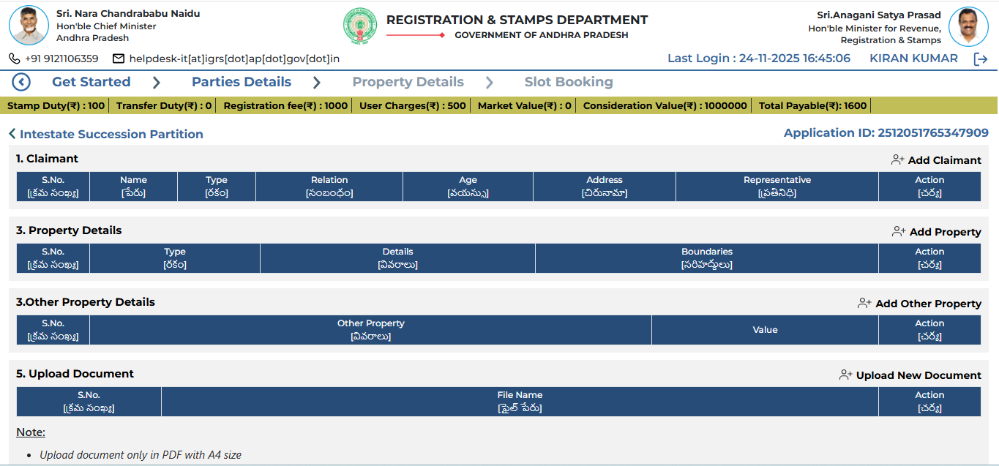 Sri. Nara Chandrababu Naidu
Hon'ble Chief Minister
Andhra Pradesh
REGISTRATION & STAMPS DEPARTMENT
GOVERNMENT OF ANDHRA PRADESH
Sri.Anagani Satya Prasad
Hon'ble Minister for Revenue,
Registration & Stamps
+91 9121106359 helpdesk-it[at]igrs[dot]ap[dot]gov[dot]in
Last Login : 24-11-2025 16:45:06 KIRAN KUMAR
Get Started Parties Details Property Details Slot Booking
Stamp Duty(₹) : 100 Transfer Duty(₹) : 0 Registration fee(₹) : 1000 User Charges(₹) : 500 Market Value(₹) : 0 Consideration Value(₹) : 1000000 Total Payable(₹): 1600
Intestate Succession Partition Application ID: 2512051765347909
1. Claimant Add Claimant
S.No. Name Type Relation Age Address Representative Action
[క్రమ సంఖ్య] [పేరు] [రకం] [సంబంధం] [వయస్సు] [చిరునామా] [ప్రతినిధి] [చర్య]
3. Property Details Add Property
S.No. Type Details Boundaries Action
[క్రమ సంఖ్య] [రకం] [వివరాలు] [సరిహద్దులు] [చర్య]
3.Other Property Details Add Other Property
S.No. Other Property Value Action
[క్రమ సంఖ్య] [వివరాలు] [చర్య]
5. Upload Document Upload New Document
S.No. File Name Action
[క్రమ సంఖ్య] [ఫైల్ పేరు] [చర్య]
Note:
• Upload document only in PDF with A4 size